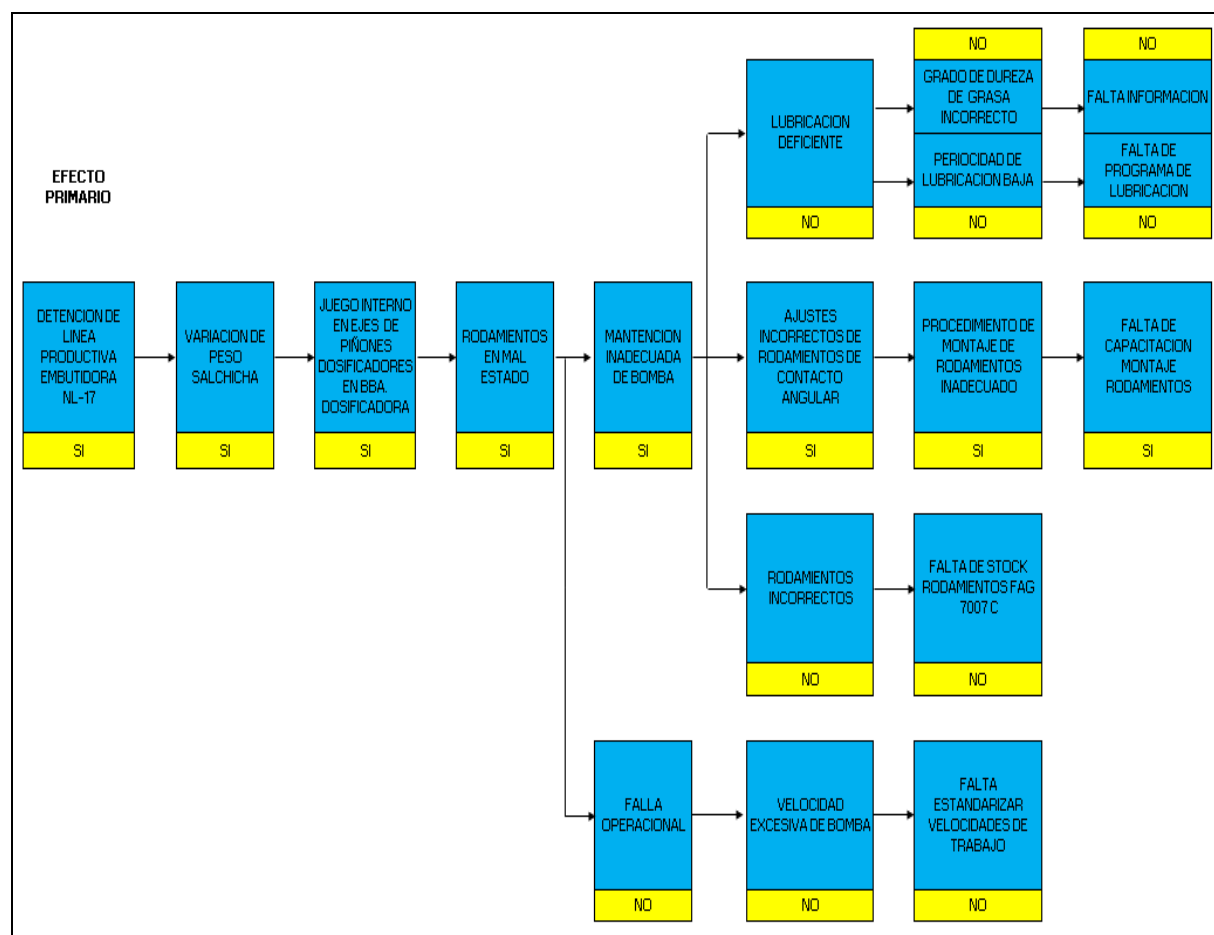 NO
NO
GRADO DE DUREZA
DE GRASA
INCORRECTO
FALTA INFORMACION
LUBRICACION
DEFICIENTE
PERIOCIDAD DE
LUBRICACION BAJA
FALTA DE
PROGRAMA DE
LUBRICACION
NO
NO
NO
EFECTO
PRIMARIO
DETENCION DE
LINEA
PRODUCTIVA
EMBUTIDORA
NL-17
SI
VARIACION DE
PESO
SALCHICHA
SI
JUEGO INTERNO
EN EJES DE
PIÑONES
DOSIFICADORES
EN BBA.
DOSIFICADORA
SI
RODAMIENTOS
EN MAL
ESTADO
SI
MANTENCION
INADECUADA
DE BOMBA
SI
AJUSTES
INCORRECTOS DE
RODAMIENTOS DE
CONTACTO
ANGULAR
SI
PROCEDIMIENTO DE
MONTAJE DE
RODAMIENTOS
INADECUADO
SI
FALTA DE
CAPACITACION
MONTAJE
RODAMIENTOS
SI
RODAMIENTOS
INCORRECTOS
NO
FALTA DE STOCK
RODAMIENTOS FAG
7007 C
NO
FALLA
OPERACIONAL
NO
VELOCIDAD
EXCESIVA DE BOMBA
NO
FALTA
ESTANDARIZAR
VELOCIDADES DE
TRABAJO
NO